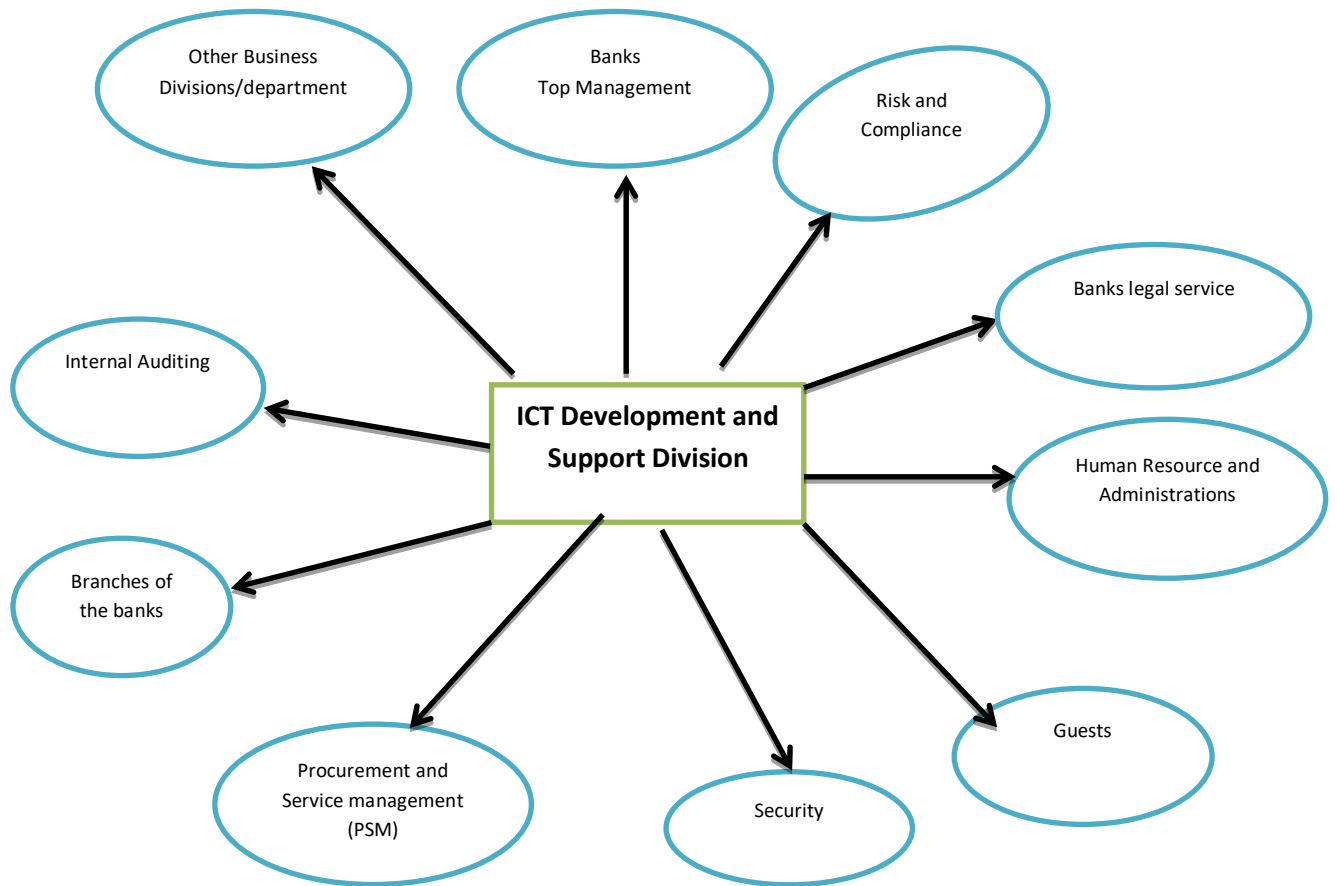 Other Business
Divisions/department
Banks
Top Management
Risk and
Compliance
Banks legal service
Internal Auditing
ICT Development and
Support Division
Human Resource and
Administrations
Branches of
the banks
Guests
Procurement and
Service management
(PSM)
Security